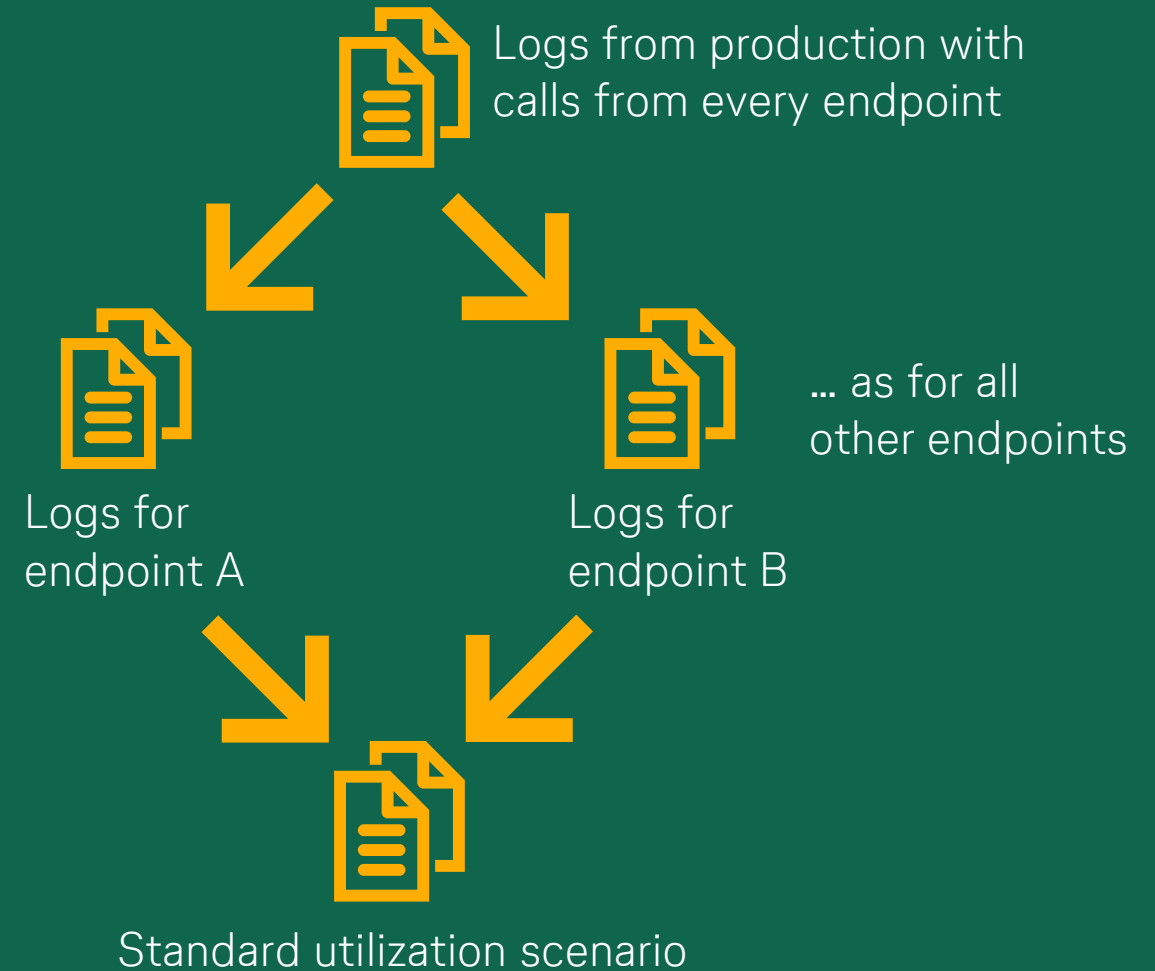 Logs from production with
calls from every endpoint
... as for all
other endpoints
Logs for
endpoint A
Logs for
endpoint B
Standard utilization scenario